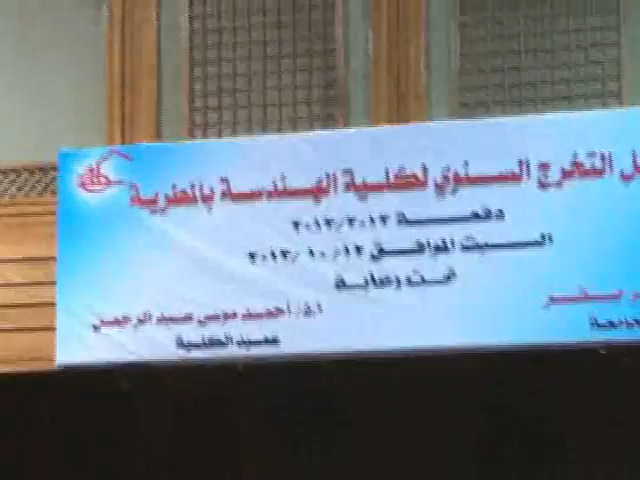 التخرج السنوي لكلية الهندسة بالمطرية
دفعة ٢٠١٢/٢٠١٣
السبت الموافق ٢٠١٣/١٠/١٢
تحت رعاية
ا.د/ أحمد موسى عبد الرحمن
عميد الكلية